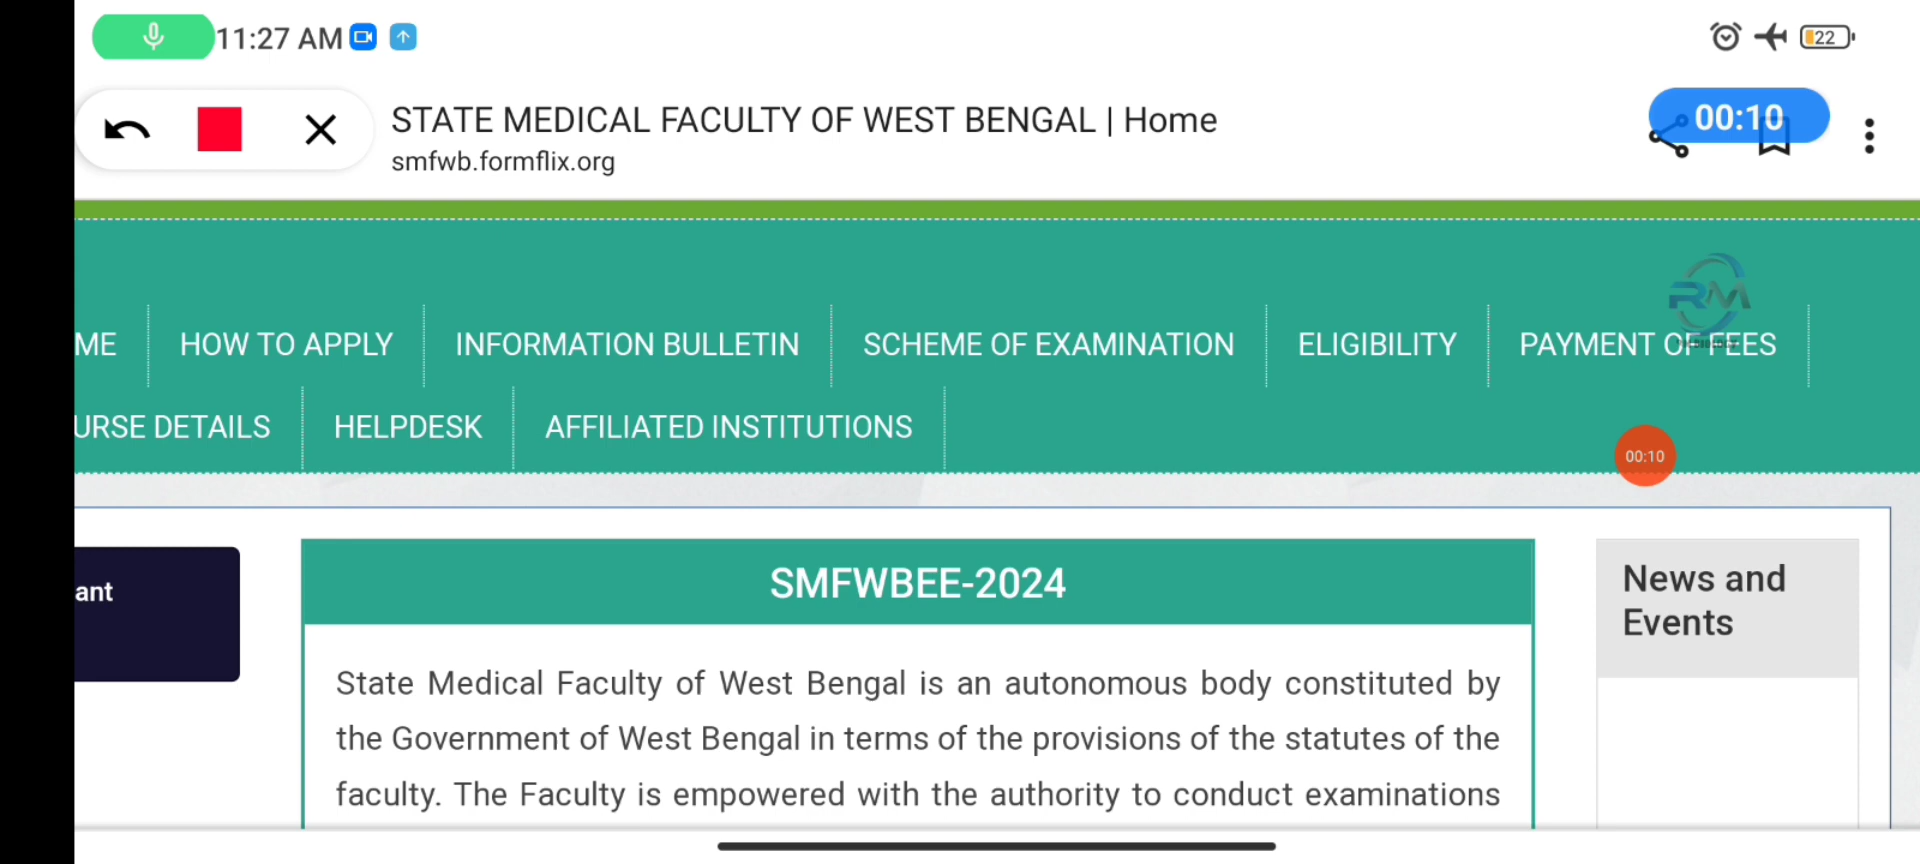 11:27 AM
22
STATE MEDICAL FACULTY OF WEST BENGAL | Home
00:10
smfwb.formflix.org
RM
ME
HOW TO APPLY
INFORMATION BULLETIN
SCHEME OF EXAMINATION
ELIGIBILITY
PAYMENT OF FEES
URSE DETAILS
HELPDESK
AFFILIATED INSTITUTIONS
00:10
ant
SMFWBEE-2024
News and
Events
State Medical Faculty of West Bengal is an autonomous body constituted by
the Government of West Bengal in terms of the provisions of the statutes of the
faculty. The Faculty is empowered with the authority to conduct examinations